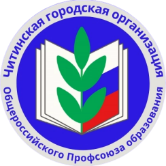 Читинская городская организация
Общероссийского Профсоюза образования